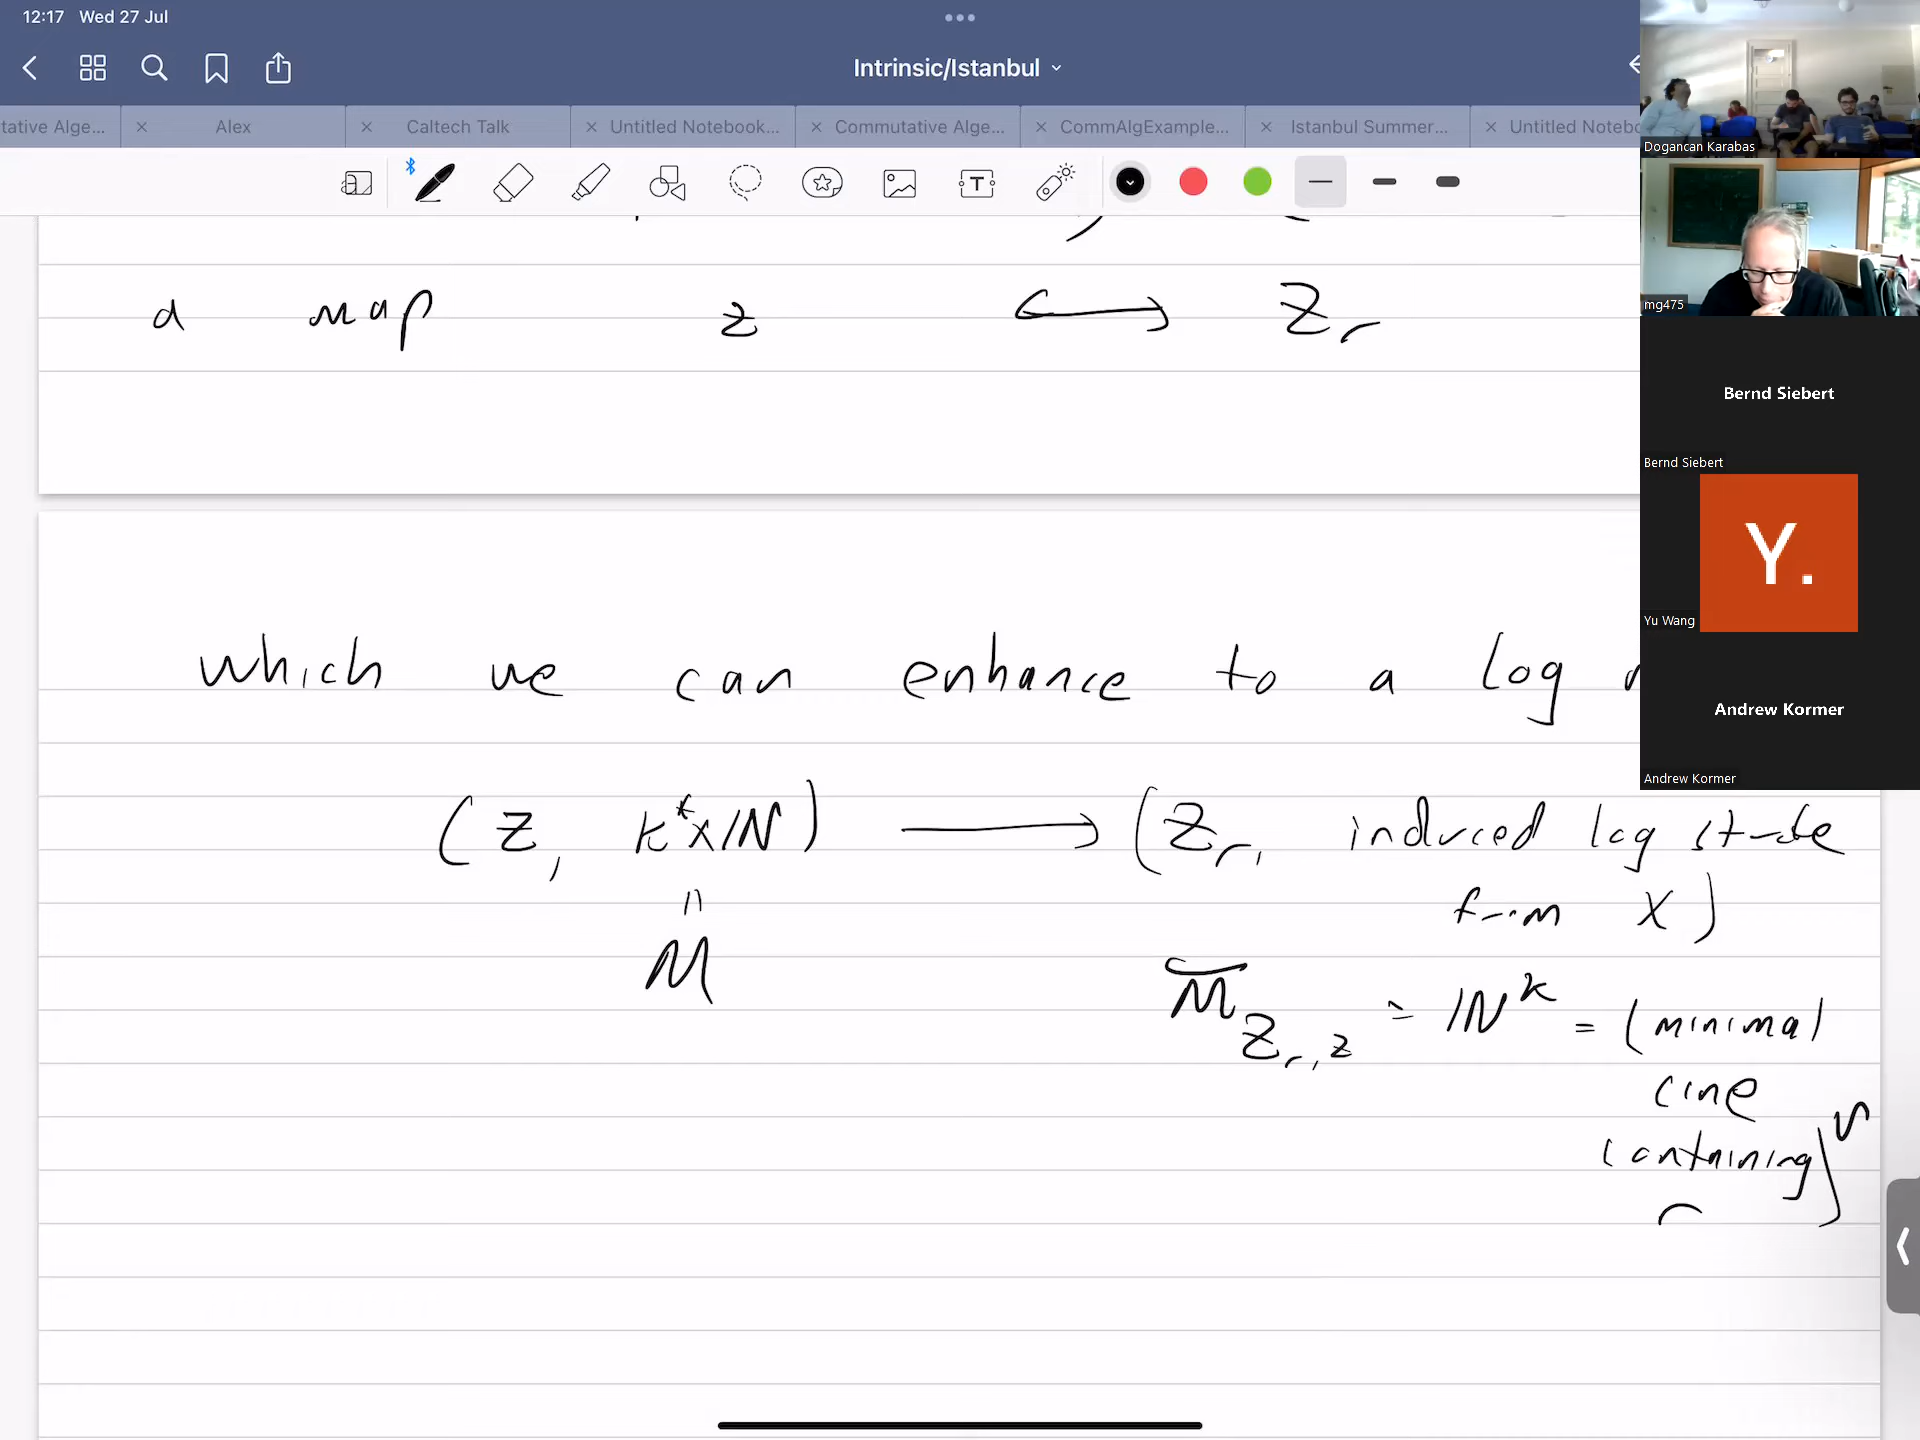 12:17 Wed 27 Jul
Intrinsic/Istanbul
tative Alge...
Alex
Caltech Talk
Untitled Notebook...
Commutative Alge...
CommAlgExample...
Istanbul Summer...
Untitled Notebo
Dogancan Karabas
mg475
Bernd Siebert
Bernd Siebert
Y.
Yu Wang
Andrew Kormer
Andrew Kormer
a map z ↪ Z_r
which we can enhance to a log
(z, k^× × ℕ) ⟶ (Z_r, induced log str
from X)
=
M
M̄_{Z_r,z} = ℕ^k = (minimal
cone
containing
r)^∨